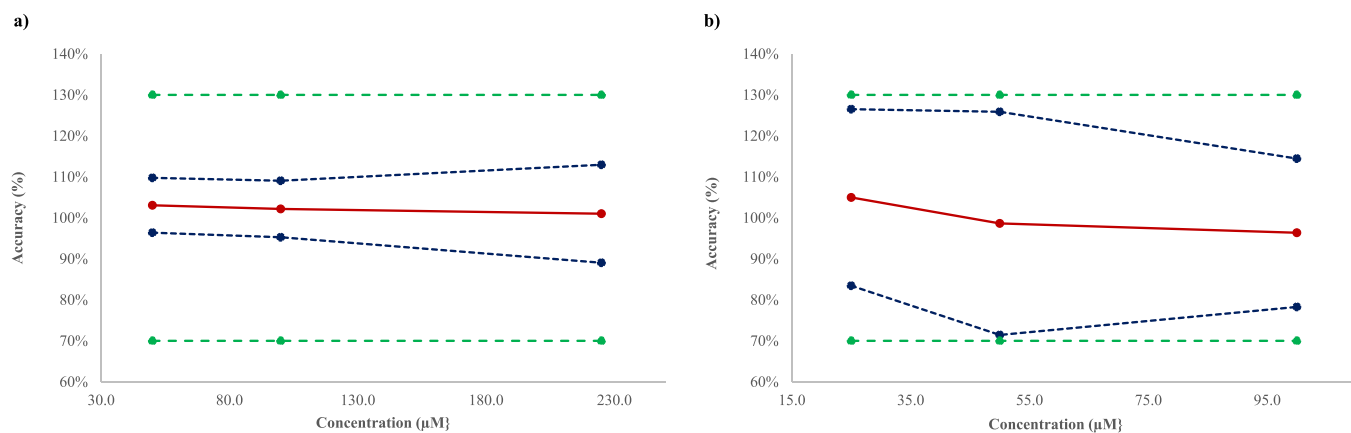 a)
140%
130%
120%
110%
100%
90%
80%
70%
60%
30.0 80.0 130.0 180.0 230.0
Accuracy (%)
Concentration (µM}
b)
140%
130%
120%
110%
100%
90%
80%
70%
60%
15.0 35.0 55.0 75.0 95.0
Accuracy (%)
Concentration (µM}